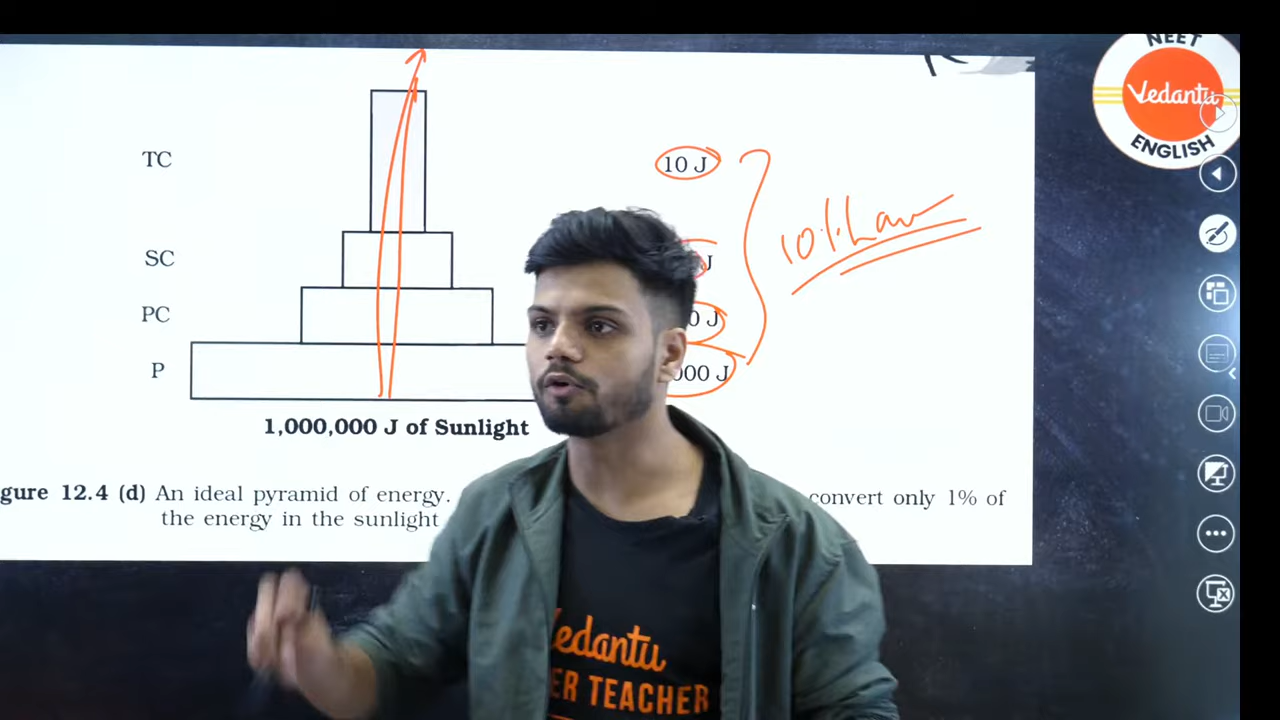 NEET
Vedantu
ENGLISH
TC
10 J
10% Law
SC
J
PC
0 J
P
000 J
1,000,000 J of Sunlight
gure 12.4 (d) An ideal pyramid of energy. convert only 1% of
the energy in the sunlight
Vedantu
ER TEACHER